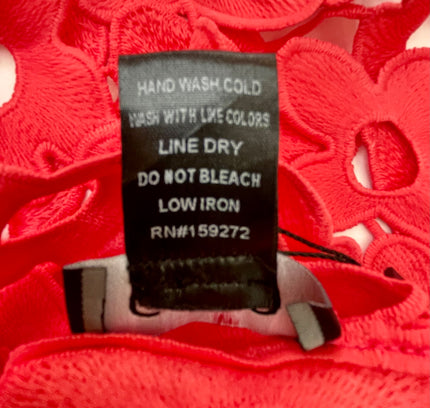 HAND WASH COLD
WASH WITH LIKE COLORS
LINE DRY
DO NOT BLEACH
LOW IRON
RN#159272